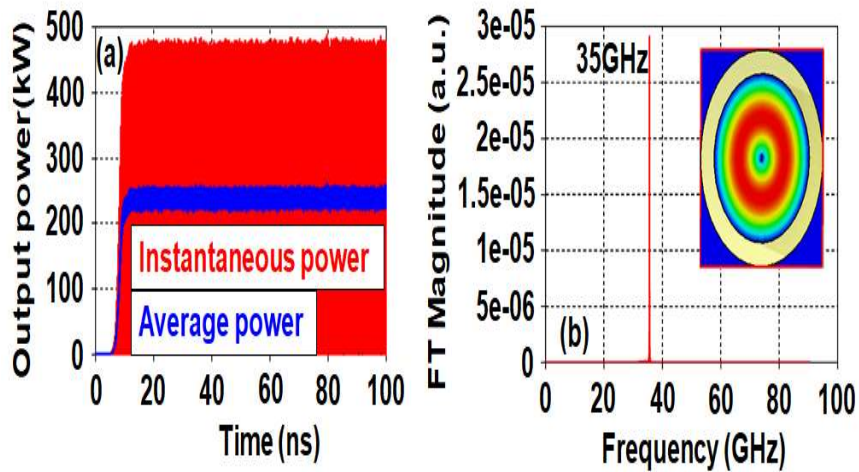 Output power(kW)
500
400
300
200
100
0
(a)
Instantaneous power
Average power
0 20 40 60 80 100
Time (ns)
FT Magnitude (a.u.)
3e-05
2.5e-05
2e-05
1.5e-05
1e-05
5e-06
0
35GHz
(b)
0 20 40 60 80 100
Frequency (GHz)